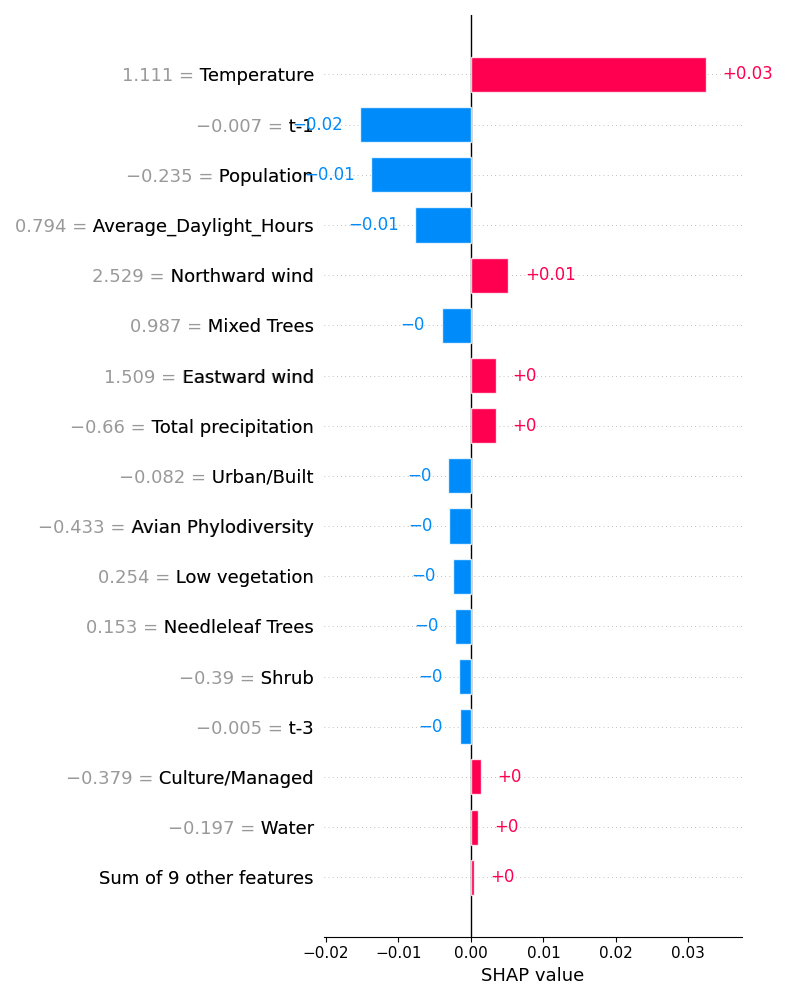 1.111 = Temperature +0.03
−0.007 = t-1 −0.02
−0.235 = Population −0.01
0.794 = Average_Daylight_Hours −0.01
2.529 = Northward wind +0.01
0.987 = Mixed Trees −0
1.509 = Eastward wind +0
−0.66 = Total precipitation +0
−0.082 = Urban/Built −0
−0.433 = Avian Phylodiversity −0
0.254 = Low vegetation −0
0.153 = Needleleaf Trees −0
−0.39 = Shrub −0
−0.005 = t-3 −0
−0.379 = Culture/Managed +0
−0.197 = Water +0
Sum of 9 other features +0
−0.02 −0.01 0.00 0.01 0.02 0.03
SHAP value